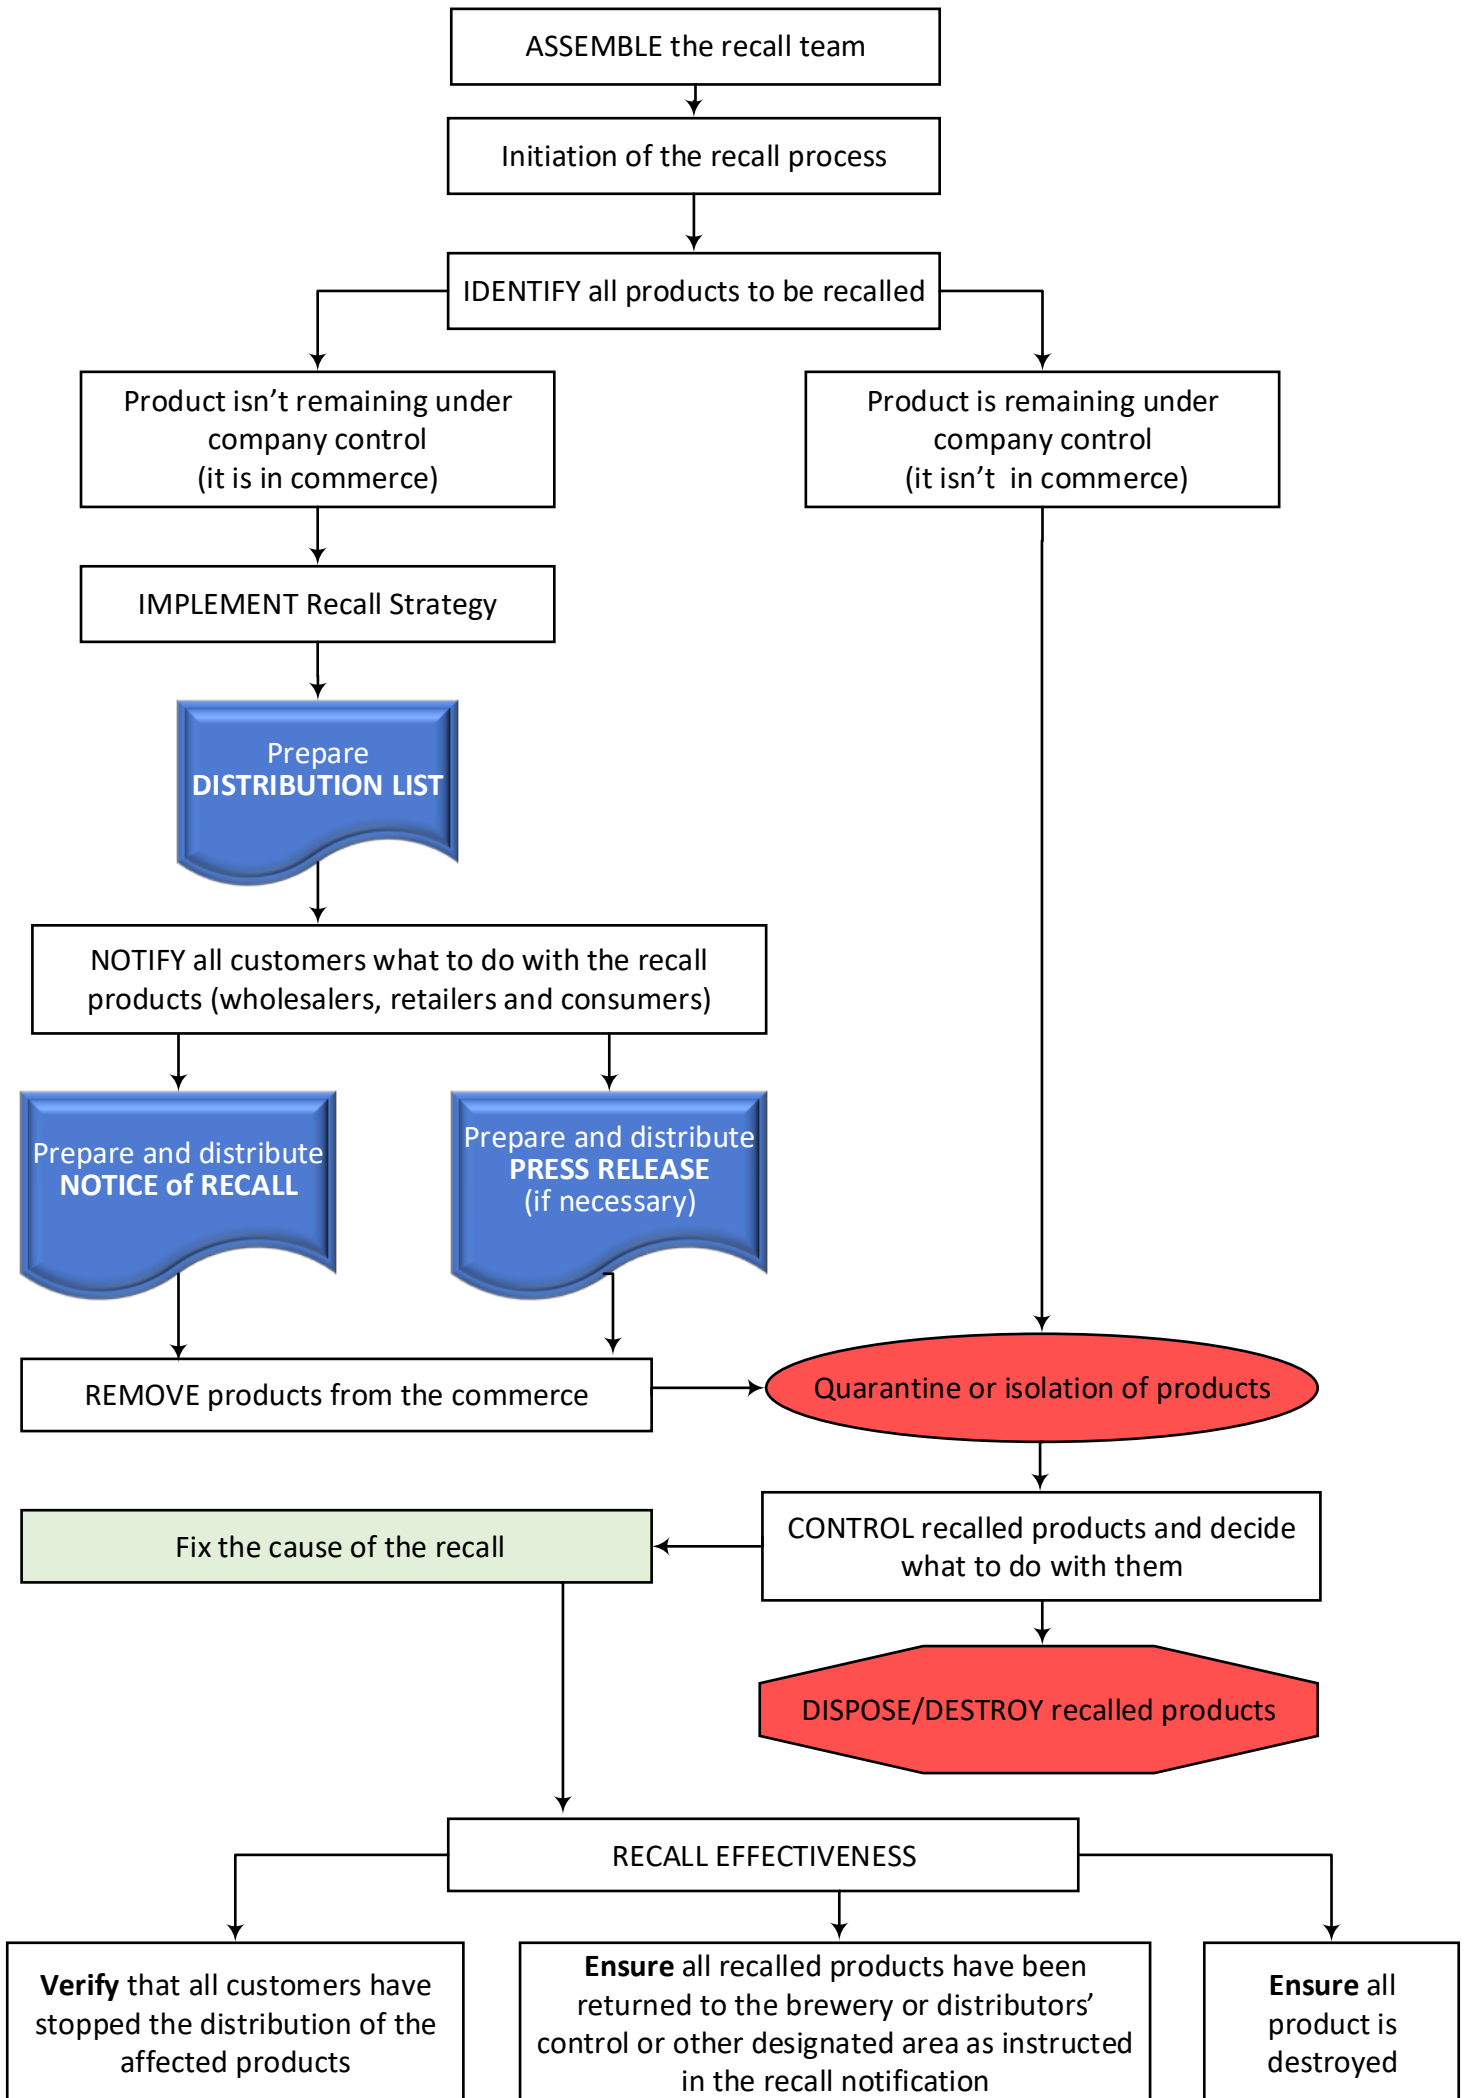 ASSEMBLE the recall team
Initiation of the recall process
IDENTIFY all products to be recalled
Product isn’t remaining under
company control
(it is in commerce)
Product is remaining under
company control
(it isn’t  in commerce)
IMPLEMENT Recall Strategy
Prepare
DISTRIBUTION LIST
NOTIFY all customers what to do with the recall
products (wholesalers, retailers and consumers)
Prepare and distribute
NOTICE of RECALL
Prepare and distribute
PRESS RELEASE
(if necessary)
REMOVE products from the commerce
Quarantine or isolation of products
Fix the cause of the recall
CONTROL recalled products and decide
what to do with them
DISPOSE/DESTROY recalled products
RECALL EFFECTIVENESS
Verify that all customers have
stopped the distribution of the
affected products
Ensure all recalled products have been
returned to the brewery or distributors’
control or other designated area as instructed
in the recall notification
Ensure all
product is
destroyed